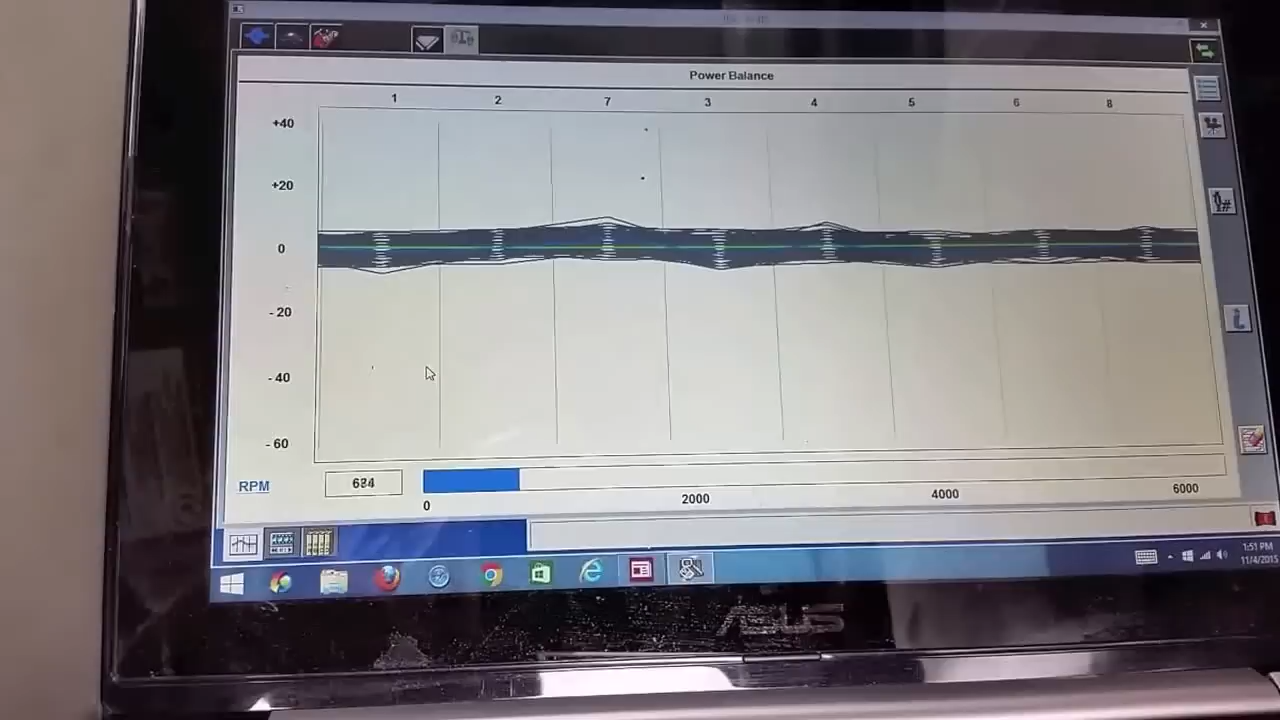 Power Balance
1 2 7 3 4 5 6 8
+40
+20
0
- 20
- 40
- 60
RPM 684
0 2000 4000 6000
1:51 PM
11/4/2015
ASUS